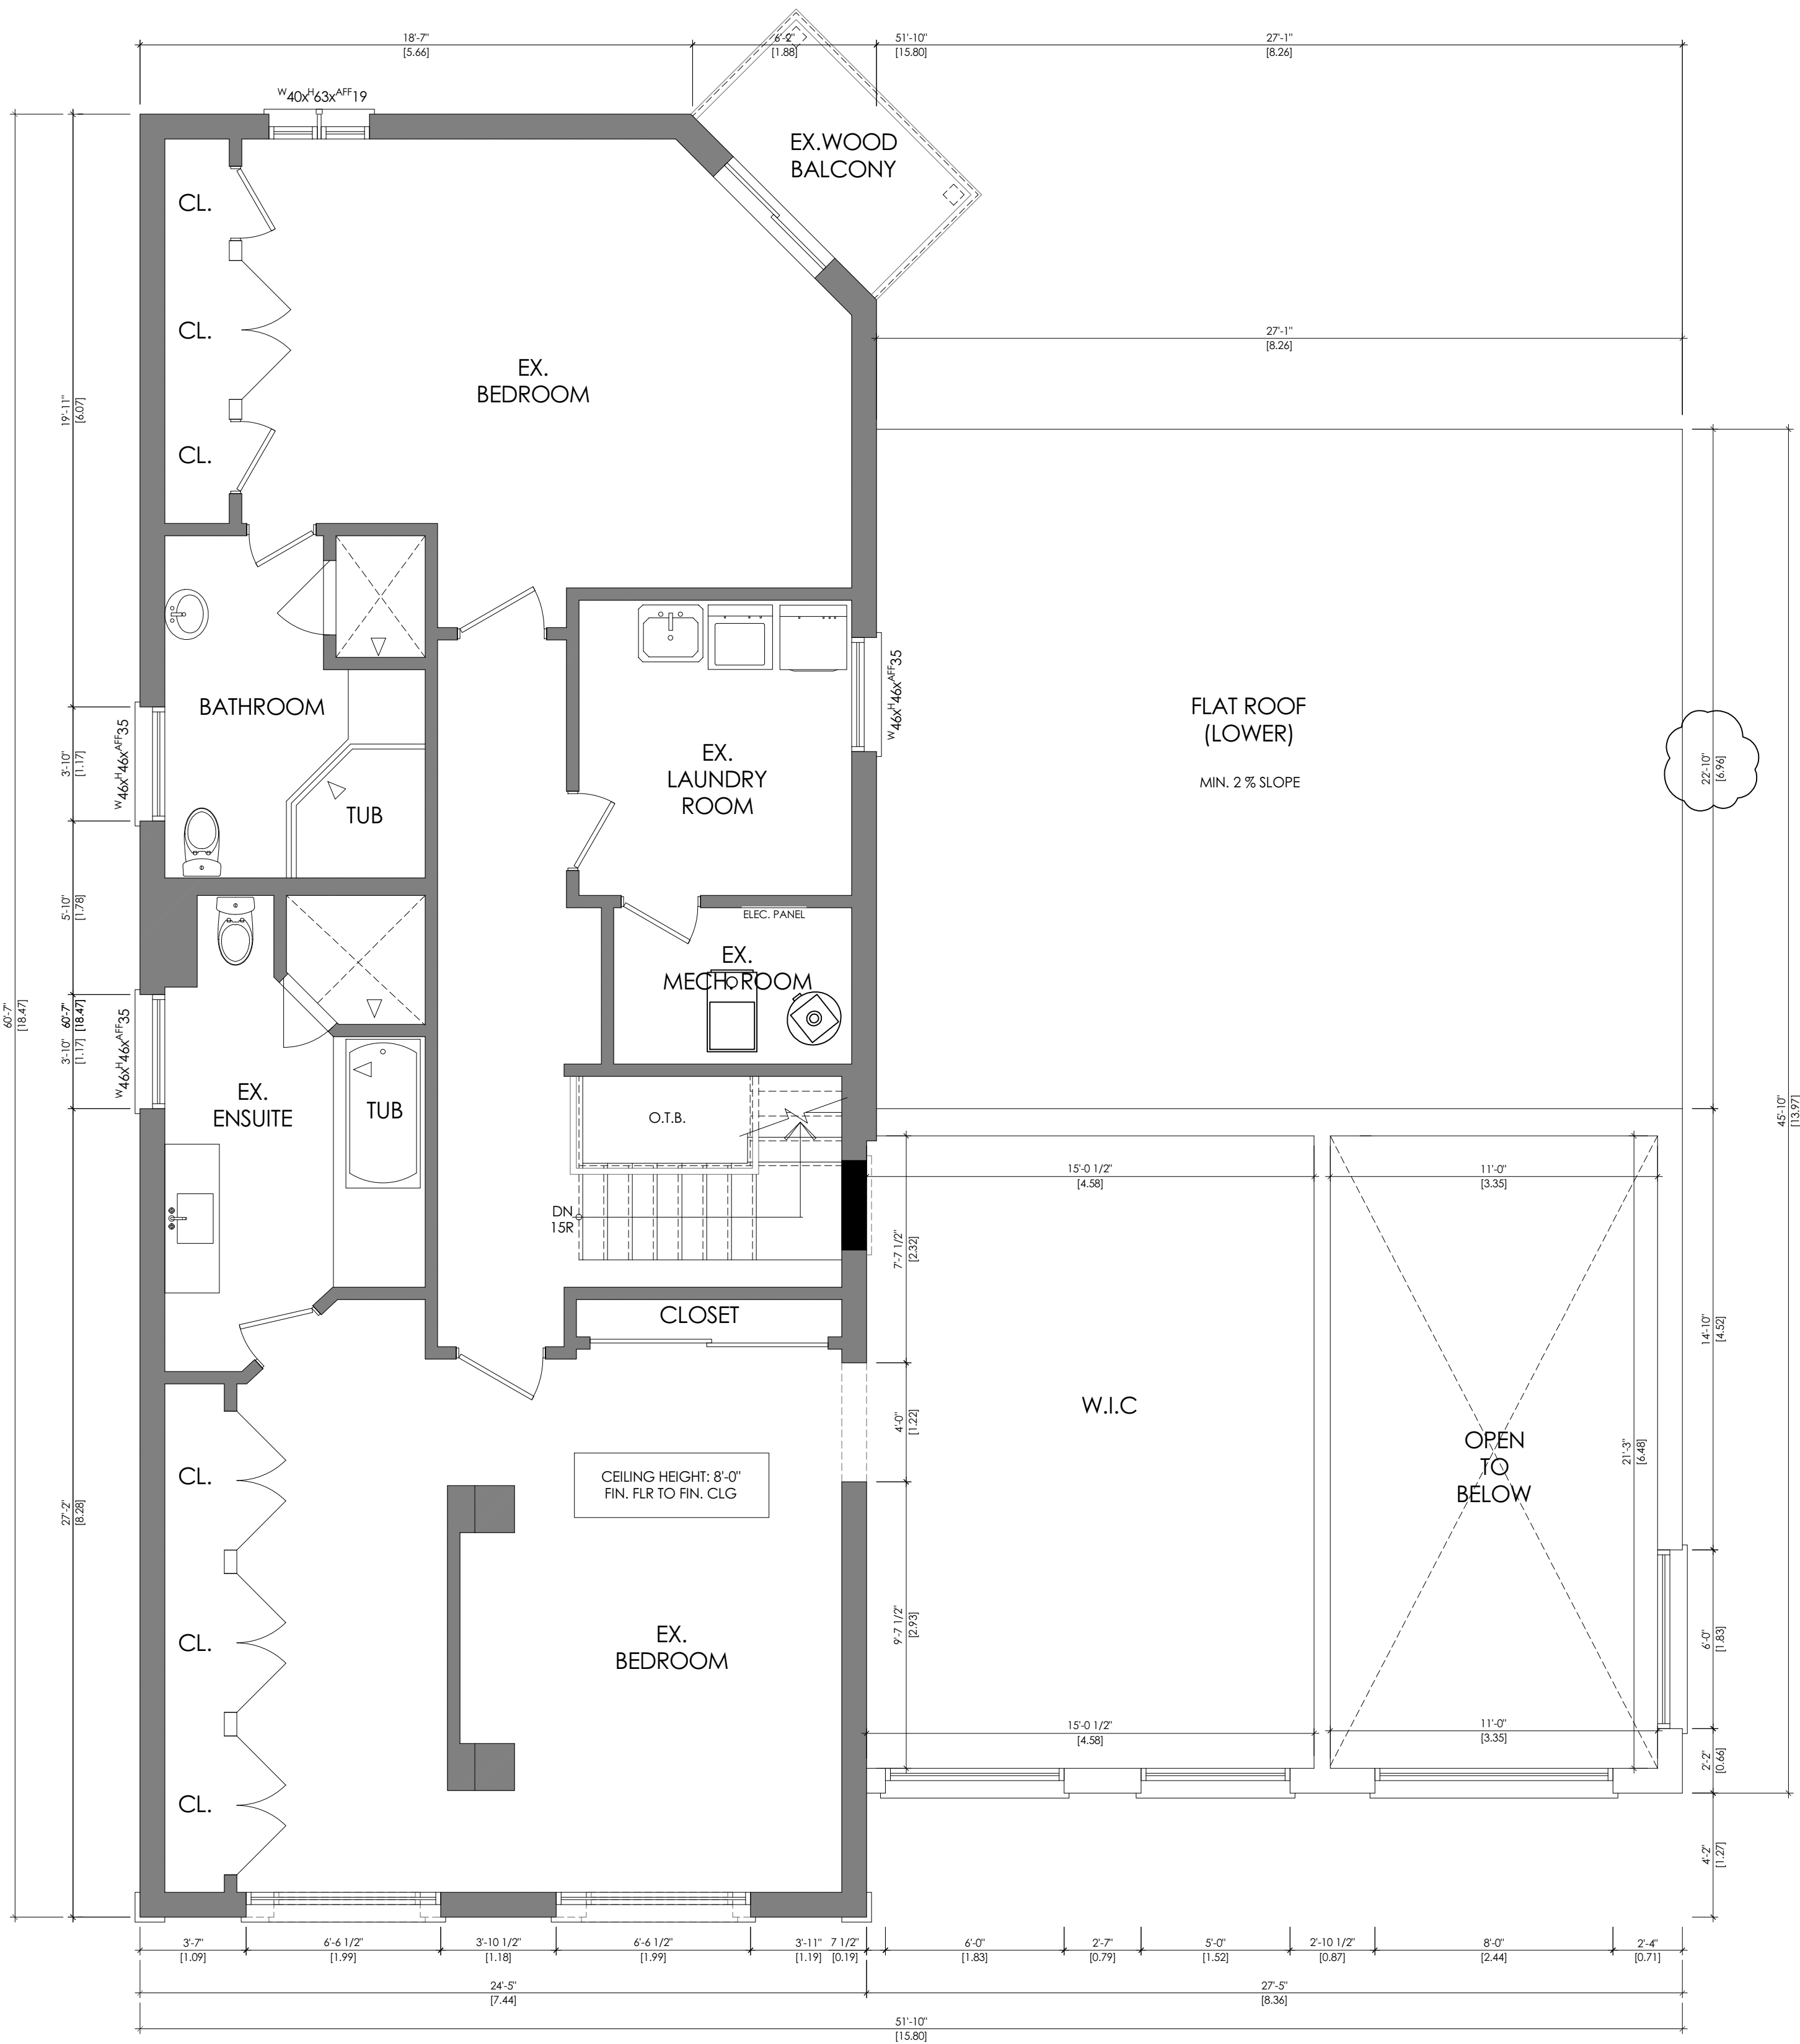 18'-7"
[5.66]
6'-2"
[1.88]
51'-10"
[15.80]
27'-1"
[8.26]
W40xH63xAFF19
EX.WOOD
BALCONY
CL.
CL.
CL.
EX.
BEDROOM
27'-1"
[8.26]
19'-11"
[6.07]
BATHROOM
W46xH46xAFF35
3'-10"
[1.17]
TUB
EX.
LAUNDRY
ROOM
W46xH46xAFF35
FLAT ROOF
(LOWER)
MIN. 2 % SLOPE
22'-10"
[6.96]
5'-10"
[1.78]
ELEC. PANEL
EX.
MECH. ROOM
60'-7"
[18.47]
60'-7"
[18.47]
3'-10"
[1.17]
W46xH46xAFF35
EX.
ENSUITE
TUB
O.T.B.
45'-10"
[13.97]
15'-0 1/2"
[4.58]
11'-0"
[3.35]
DN
15R
7'-7 1/2"
[2.32]
CLOSET
14'-10"
[4.52]
4'-0"
[1.22]
W.I.C
OPEN
TO
BELOW
21'-3"
[6.48]
CL.
CEILING HEIGHT: 8'-0"
FIN. FLR TO FIN. CLG
27'-2"
[8.28]
CL.
EX.
BEDROOM
9'-7 1/2"
[2.93]
6'-0"
[1.83]
15'-0 1/2"
[4.58]
11'-0"
[3.35]
2'-2"
[0.66]
CL.
4'-2"
[1.27]
3'-7"
[1.09]
6'-6 1/2"
[1.99]
3'-10 1/2"
[1.18]
6'-6 1/2"
[1.99]
3'-11"
[1.19]
7 1/2"
[0.19]
6'-0"
[1.83]
2'-7"
[0.79]
5'-0"
[1.52]
2'-10 1/2"
[0.87]
8'-0"
[2.44]
2'-4"
[0.71]
24'-5"
[7.44]
27'-5"
[8.36]
51'-10"
[15.80]